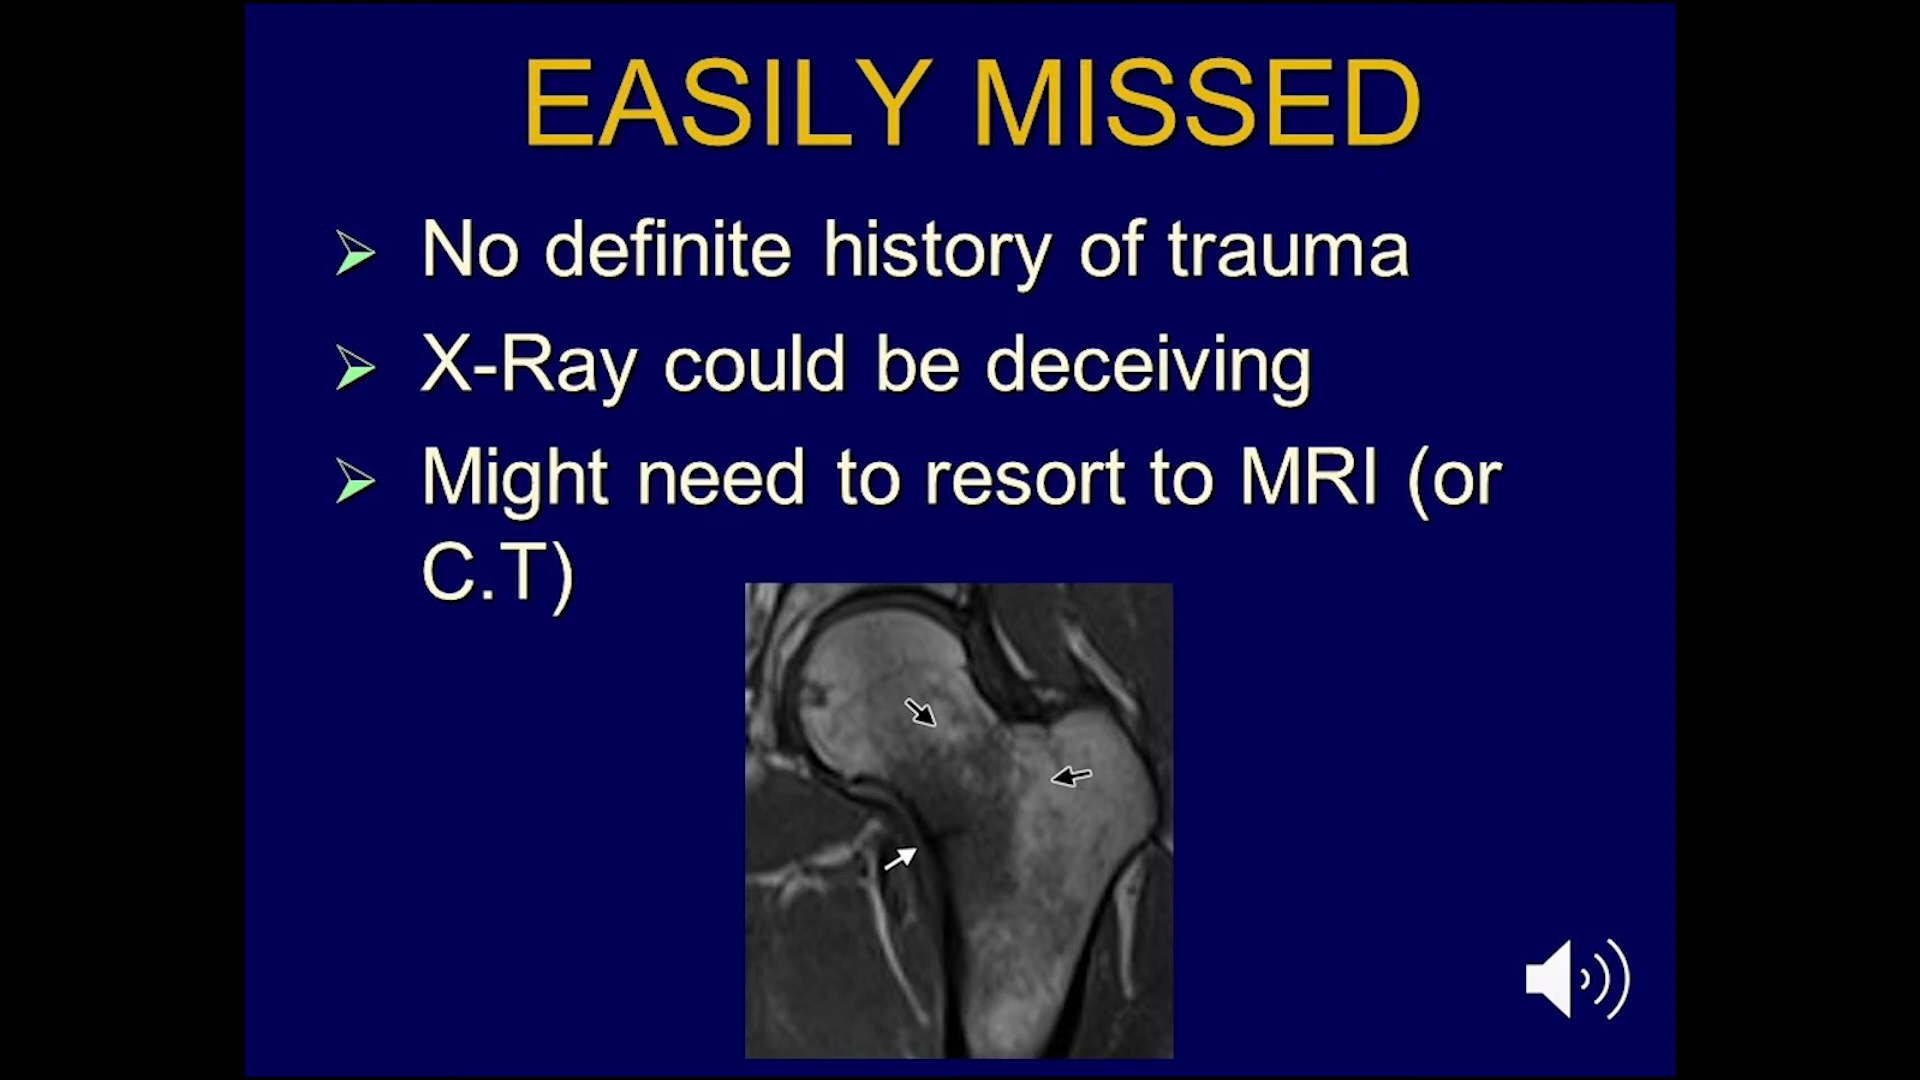 EASILY MISSED
No definite history of trauma
X-Ray could be deceiving
Might need to resort to MRI (or
C.T)